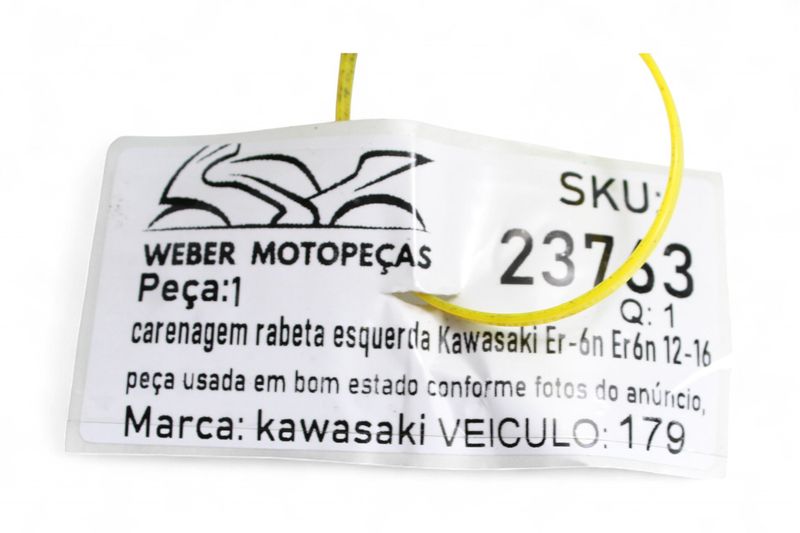 WEBER MOTOPEÇAS
SKU:
23763
Peça:1
Q: 1
carenagem rabeta esquerda Kawasaki Er-6n Er6n 12-16
peça usada em bom estado conforme fotos do anúncio,
Marca: kawasaki VEICULO: 179